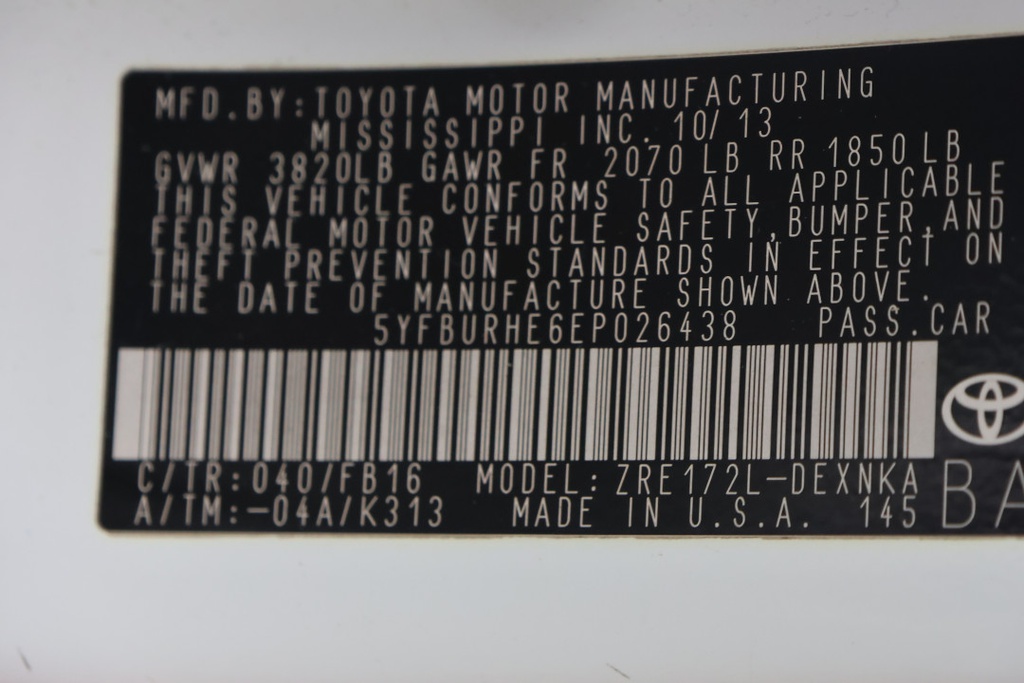 MFD.BY:TOYOTA MOTOR MANUFACTURING
MISSISSIPPI INC. 10/13
GVWR 3820LB GAWR FR 2070LB RR 1850LB
THIS VEHICLE CONFORMS TO ALL APPLICABLE
FEDERAL MOTOR VEHICLE SAFETY,BUMPER,AND
THEFT PREVENTION STANDARDS IN EFFECT ON
THE DATE OF MANUFACTURE SHOWN ABOVE.
5YFBURHE6EP026438 PASS.CAR
C/TR:040/FB16 MODEL:ZRE172L-DEXNKA
A/TM:-04A/K313 MADE IN U.S.A. 145
BA